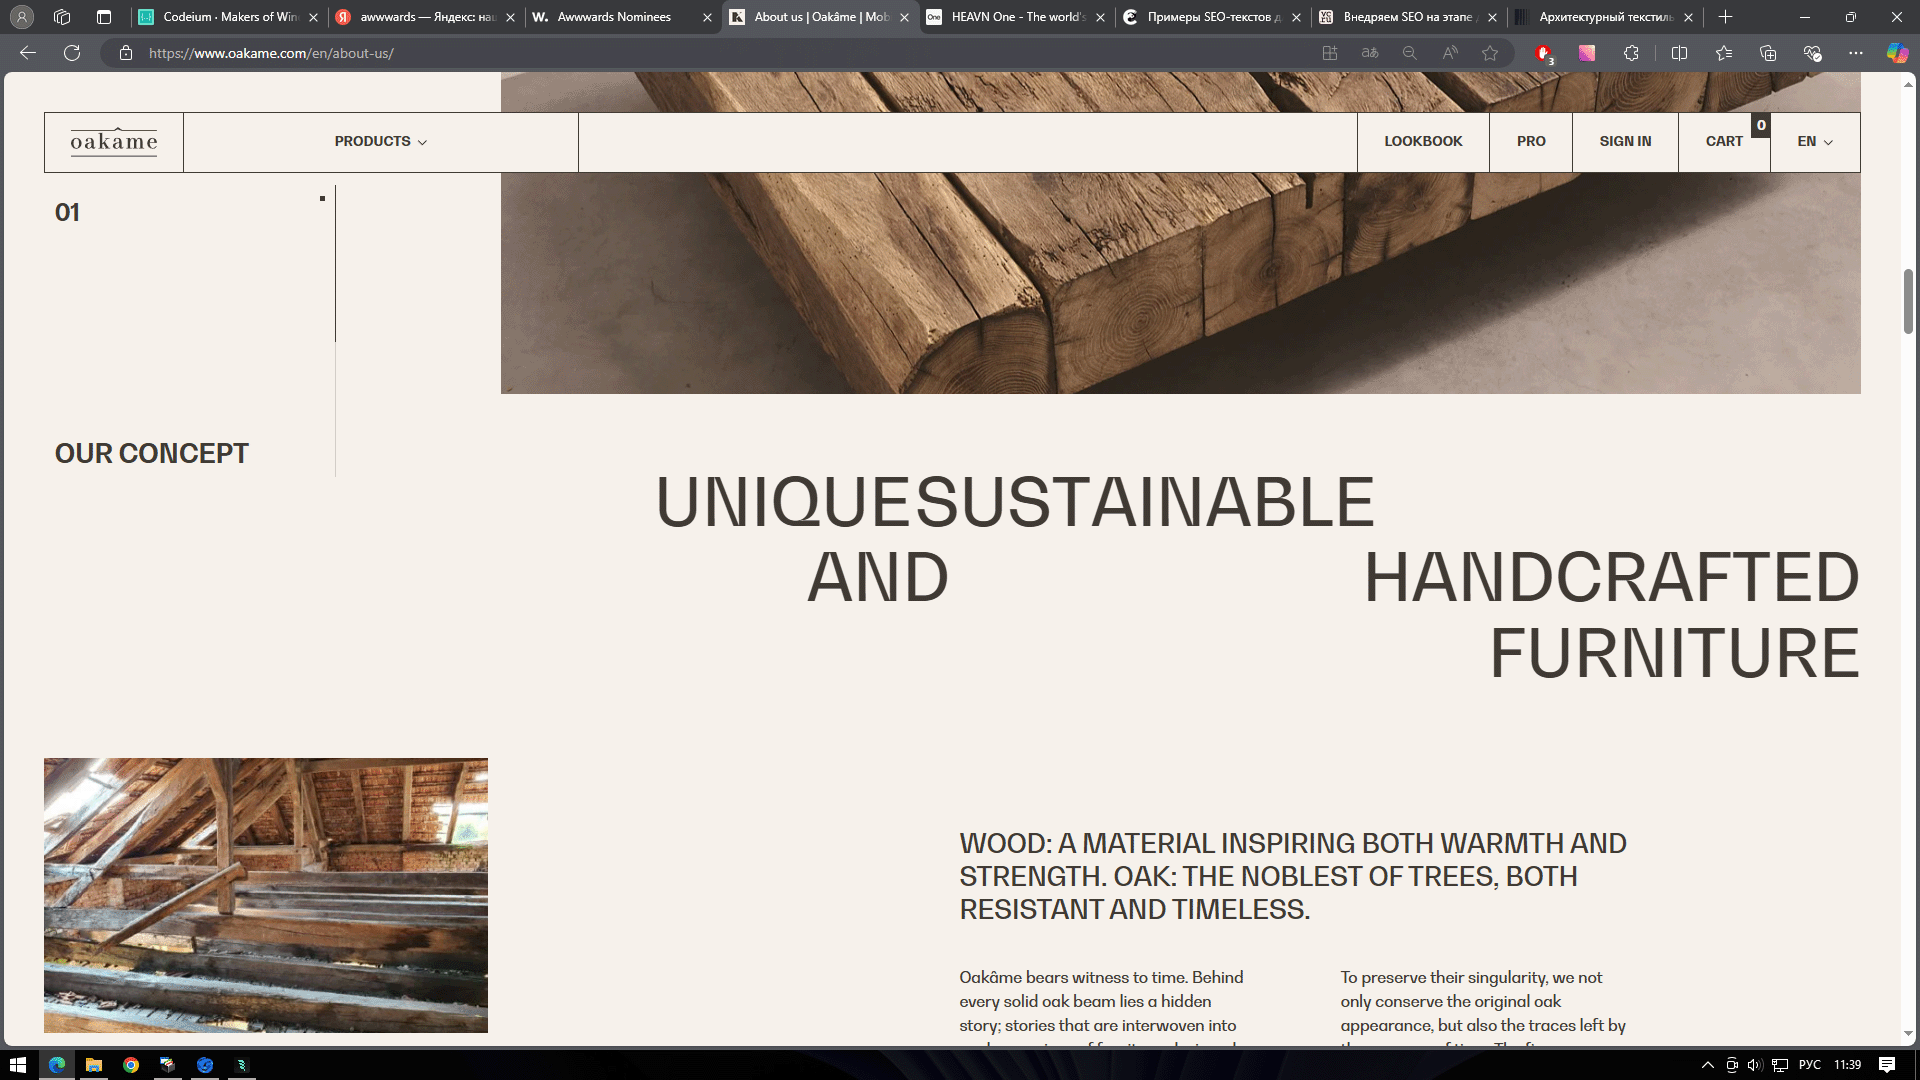 Codeium · Makers of Win
awwwards — Яндекс: наш
Awwwards Nominees
About us | Oakâme | Mob
HEAVN One - The world's
Примеры SEO-текстов д
Внедряем SEO на этапе
Архитектурный текстиль
https://www.oakame.com/en/about-us/
3
oakame
PRODUCTS
LOOKBOOK
PRO
SIGN IN
CART
0
EN
01
OUR CONCEPT
UNIQUESUSTAINABLE
AND HANDCRAFTED
FURNITURE
WOOD: A MATERIAL INSPIRING BOTH WARMTH AND
STRENGTH. OAK: THE NOBLEST OF TREES, BOTH
RESISTANT AND TIMELESS.
Oakâme bears witness to time. Behind
every solid oak beam lies a hidden
story; stories that are interwoven into
To preserve their singularity, we not
only conserve the original oak
appearance, but also the traces left by
РУС
11:39